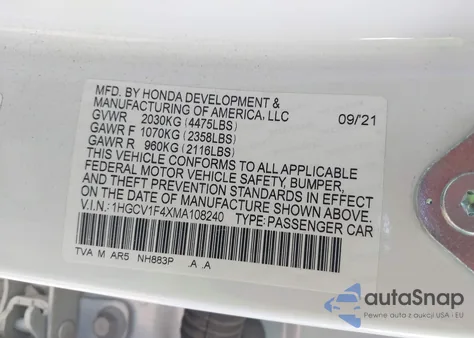 MFD. BY HONDA DEVELOPMENT &
MANUFACTURING OF AMERICA, LLC 09/21
GVWR 2030KG (4475LBS)
GAWR F 1070KG (2358LBS)
GAWR R 960KG (2116LBS)
THIS VEHICLE CONFORMS TO ALL APPLICABLE
FEDERAL MOTOR VEHICLE SAFETY, BUMPER,
AND THEFT PREVENTION STANDARDS IN EFFECT
ON THE DATE OF MANUFACTURE SHOWN ABOVE.
V.I.N.: 1HGCV1F4XMA108240 TYPE: PASSENGER CAR
TVA M AR5 NH883P .A .A
autoSnap
Pewne auta z aukcji USA i EU